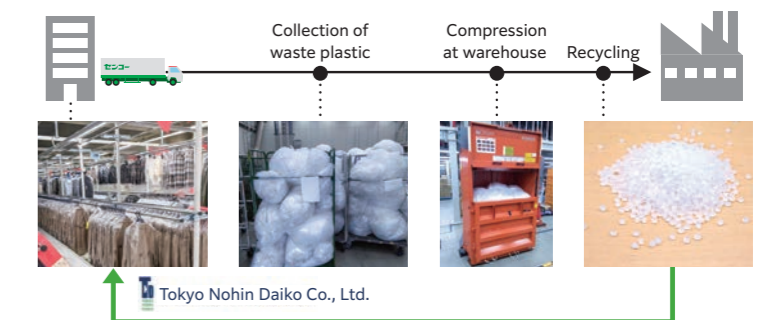 Collection of
waste plastic
Compression
at warehouse
Recycling
センコー
Tokyo Nohin Daiko Co., Ltd.